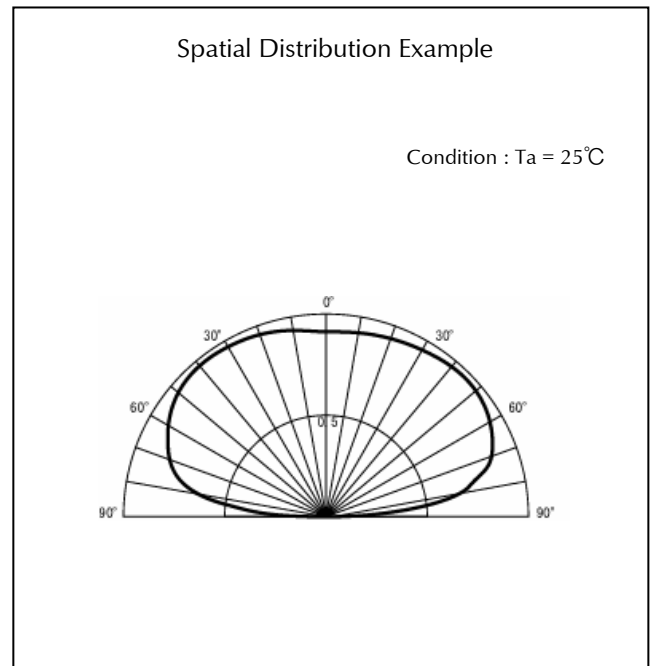 Spatial Distribution Example
Condition : Ta = 25℃
0°
30° 30°
60° 60°
0.5
90° 90°